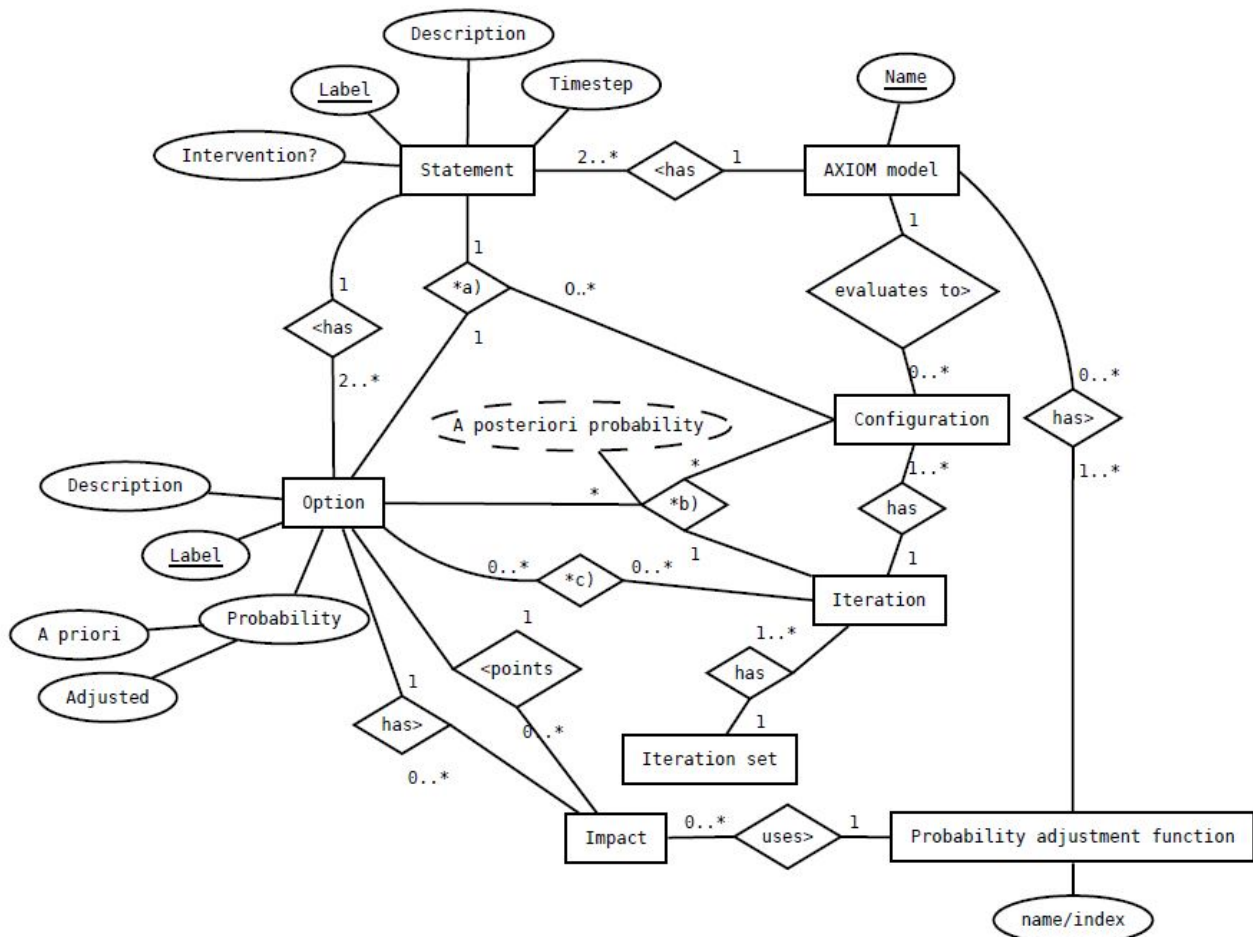 Description
Label
Timestep
Name
Intervention?
Statement
2..*
<has
1
AXIOM model
1
1
*a)
0..*
1
evaluates to>
1
<has
2..*
0..*
0..*
A posteriori probability
Configuration
has>
*
1..*
1..*
Description
Option
*
*b)
has
Label
1
1
0..*
*c)
0..*
Iteration
Probability
A priori
1
1..*
<points
has
Adjusted
1
has>
0..*
1
0..*
Iteration set
Impact
0..*
uses>
1
Probability adjustment function
name/index